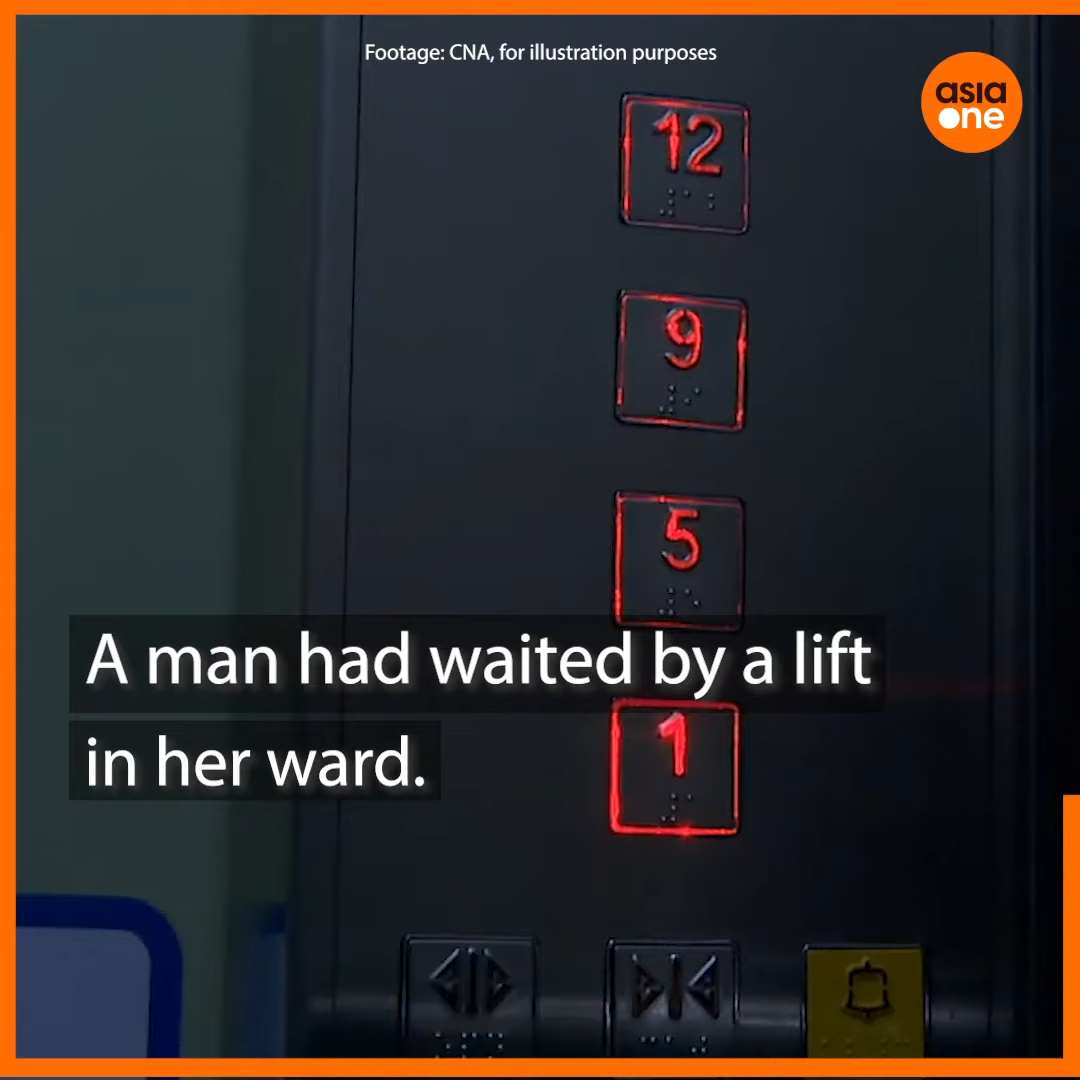 Footage: CNA, for illustration purposes
asia
one
12
9
5
A man had waited by a lift
in her ward.
1